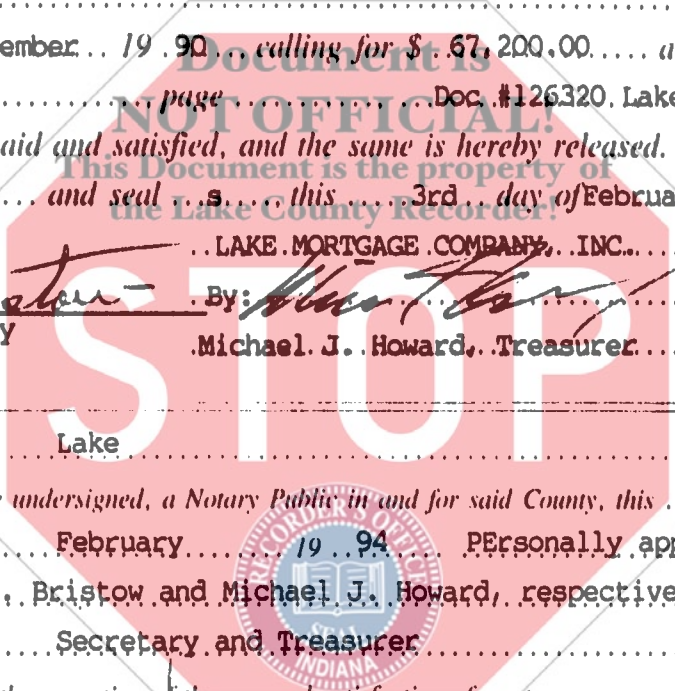 ember 19 90 calling for $ 67,200.00 a
Document is
page Doc #126320 Lake
NOT OFFICIAL!
aid and satisfied, and the same is hereby released.
This Document is the property of
and seal s this 3rd day of Februa
the Lake County Recorder!
LAKE MORTGAGE COMPANY, INC.
By:
y
Michael J. Howard, Treasurer
STOP
Lake
undersigned, a Notary Public in and for said County, this
February 19 94 PErsonally app
. Bristow and Michael J. Howard, respective
Secretary and Treasurer
RECORDER'S OFFICE
SEAL
INDIANA